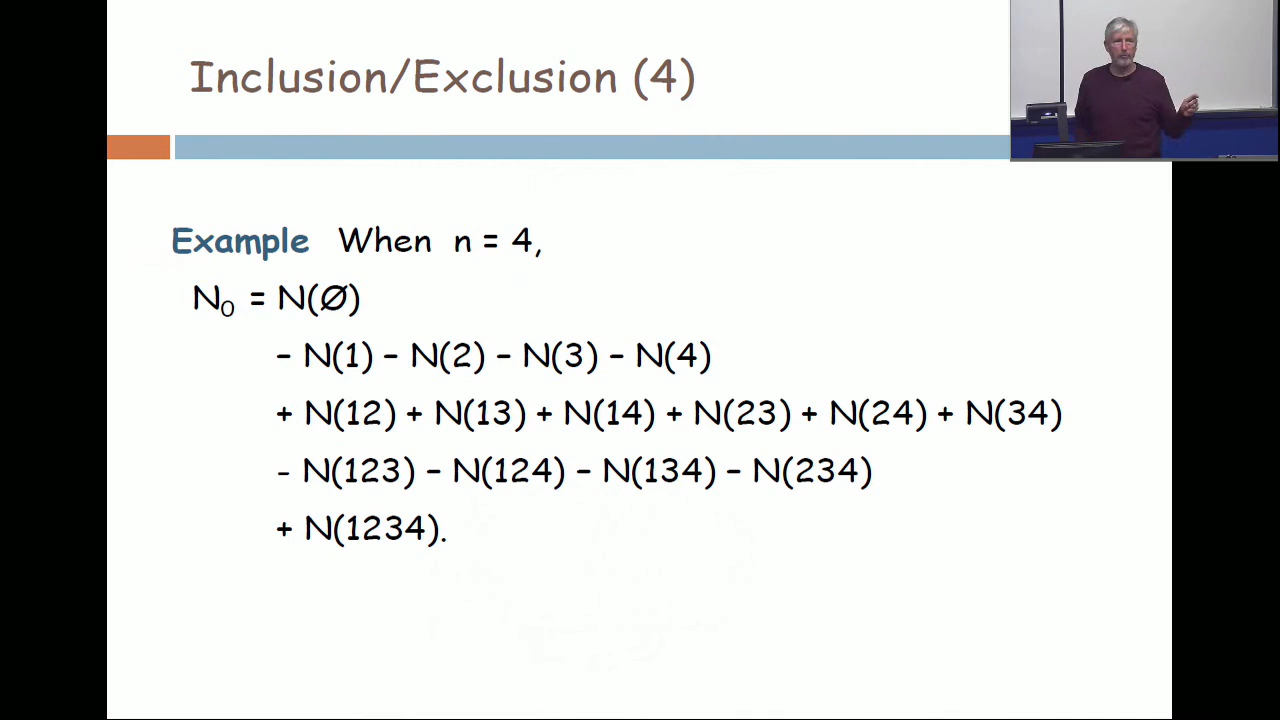 Inclusion/Exclusion (4)
Example When n = 4,
N₀ = N(Ø)
– N(1) – N(2) – N(3) – N(4)
+ N(12) + N(13) + N(14) + N(23) + N(24) + N(34)
- N(123) – N(124) – N(134) – N(234)
+ N(1234).